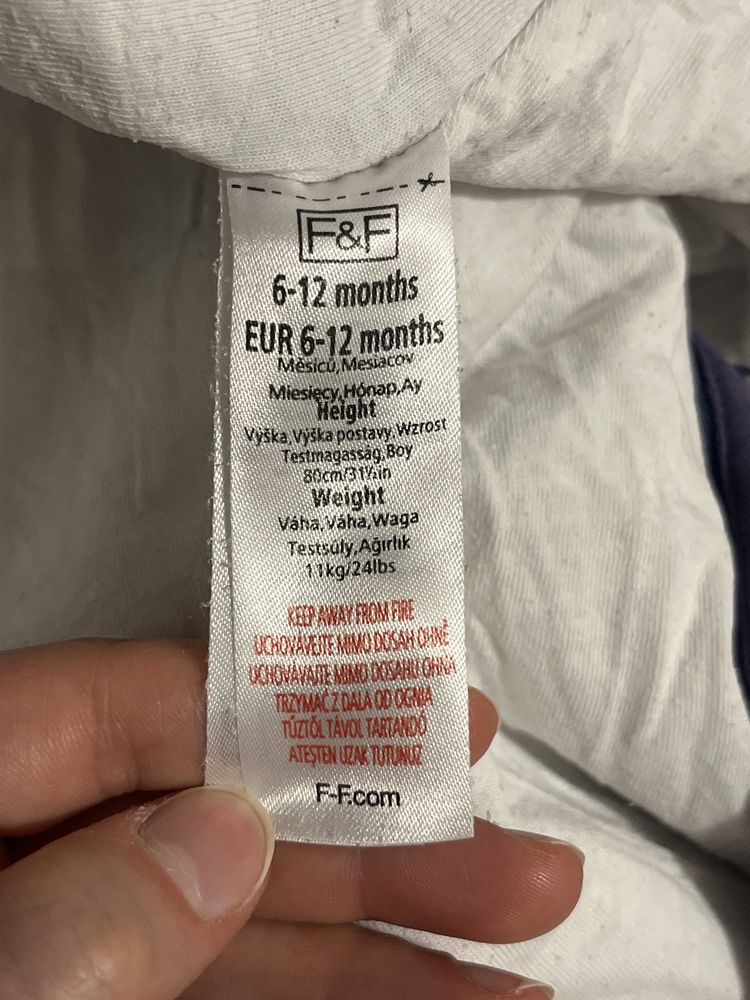 F&F
6-12 months
EUR 6-12 months
Měsíců,Mesiacov
Miesięcy,Hónap,Ay
Height
Výška,Výška postavy,Wzrost
Testmagasság,Boy
80cm/31½in
Weight
Váha,Váha,Waga
Testsúly,Ağırlık
11kg/24lbs
KEEP AWAY FROM FIRE
UCHOVÁVEJTE MIMO DOSAH OHNĚ
UCHOVÁVAJTE MIMO DOSAHU OHŇA
TRZYMAĆ Z DALA OD OGNIA
TŰZTŐL TÁVOL TARTANDÓ
ATEŞTEN UZAK TUTUNUZ
F-F.com